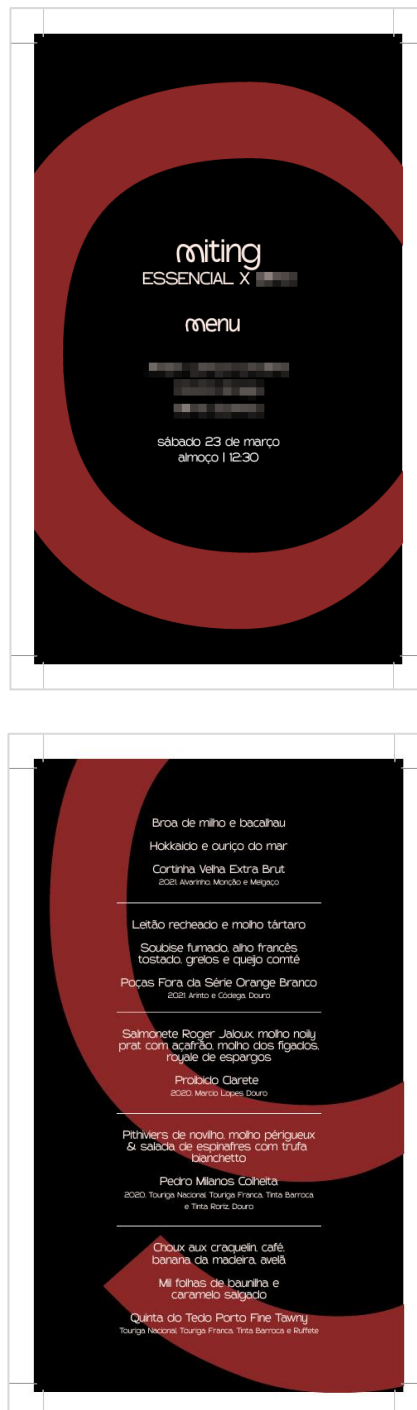 miting
ESSENCIAL X
menu
sábado 23 de março
almoço | 12:30
Broa de milho e bacalhau
Hokkaido e ouriço do mar
Cortinha Velha Extra Brut
2021. Alvarinho, Monção e Melgaço
Leitão recheado e molho tártaro
Soubise fumado, alho francês
tostado, grelos e queijo comté
Poças Fora da Série Orange Branco
2021. Arinto e Códega, Douro
Salmonete Roger Jaloux, molho noily
prat com açafrão, molho dos fígados,
royale de espargos
Proibido Clarete
2020. Marcio Lopes Douro
Pithiviers de novilho, molho périgueux
& salada de espinafres com trufa
bianchetto
Pedro Milanos Colheita
2020. Touriga Nacional, Touriga Franca, Tinta Barroca
e Tinta Roriz, Douro
Choux aux craquelin, café,
banana da madeira, avelã
Mil folhas de baunilha e
caramelo salgado
Quinta do Tedo Porto Fine Tawny
Touriga Nacional, Touriga Franca, Tinta Barroca e Ruffete